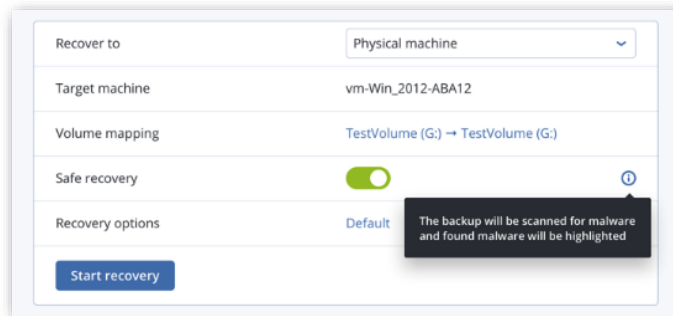 Recover to
Physical machine
Target machine
vm-Win_2012-ABA12
Volume mapping
TestVolume (G:) → TestVolume (G:)
Safe recovery
Recovery options
Default
The backup will be scanned for malware
and found malware will be highlighted
Start recovery